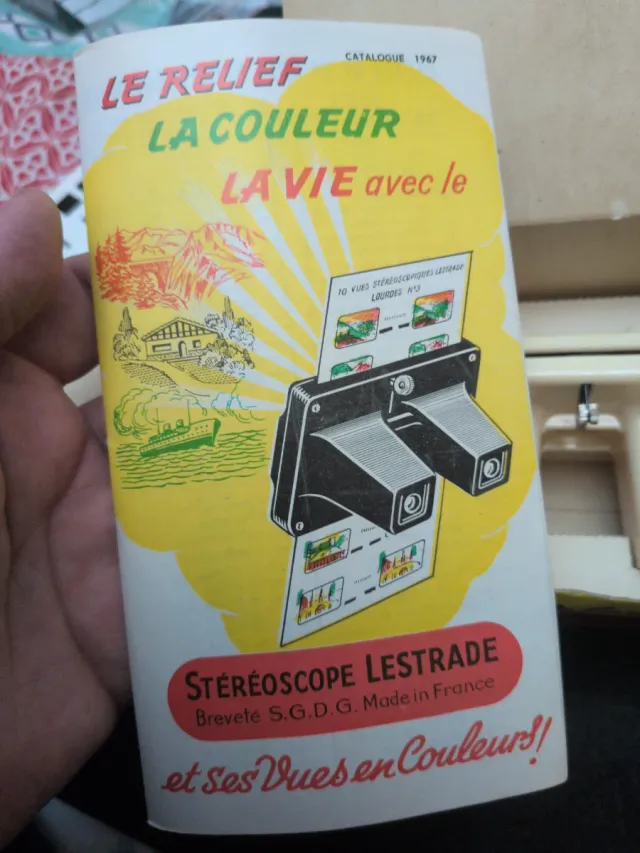 CATALOGUE 1967
LE RELIEF
LA COULEUR
LA VIE avec le
10 VUES STÉRÉOSCOPIQUES LESTRADE
LOURDES N°3
STÉRÉOSCOPE LESTRADE
Breveté S.G.D.G. Made in France
et ses Vues en Couleurs!